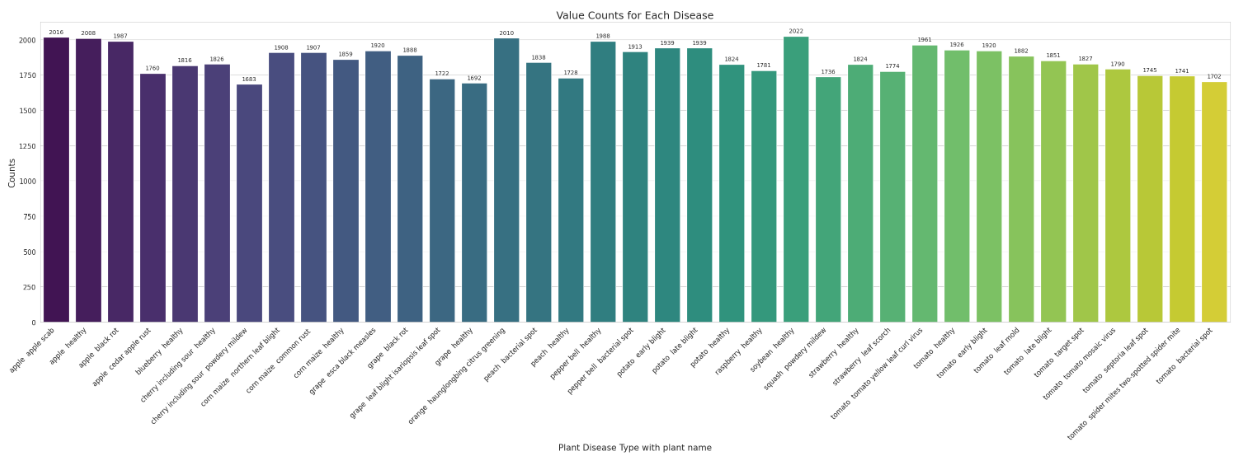 Value Counts for Each Disease
2016 2008 1987 1760 1816 1826 1683 1908 1907 1859 1920 1888 1722 1692 2010 1838 1728 1988 1913 1939 1939 1824 1781 2022 1736 1824 1774 1961 1926 1920 1882 1851 1827 1790 1745 1741 1702
Counts
2000
1750
1500
1250
1000
750
500
250
0
apple apple scab
apple healthy
apple black rot
apple cedar apple rust
blueberry healthy
cherry including sour healthy
cherry including sour powdery mildew
corn maize northern leaf blight
corn maize common rust
corn maize healthy
grape esca black measles
grape black rot
grape leaf blight isariopsis leaf spot
grape healthy
orange haunglongbing citrus greening
peach bacterial spot
peach healthy
pepper bell healthy
pepper bell bacterial spot
potato early blight
potato late blight
potato healthy
raspberry healthy
soybean healthy
squash powdery mildew
strawberry healthy
strawberry leaf scorch
tomato tomato yellow leaf curl virus
tomato healthy
tomato early blight
tomato leaf mold
tomato late blight
tomato target spot
tomato tomato mosaic virus
tomato septoria leaf spot
tomato spider mites two-spotted spider mite
tomato bacterial spot
Plant Disease Type with plant name